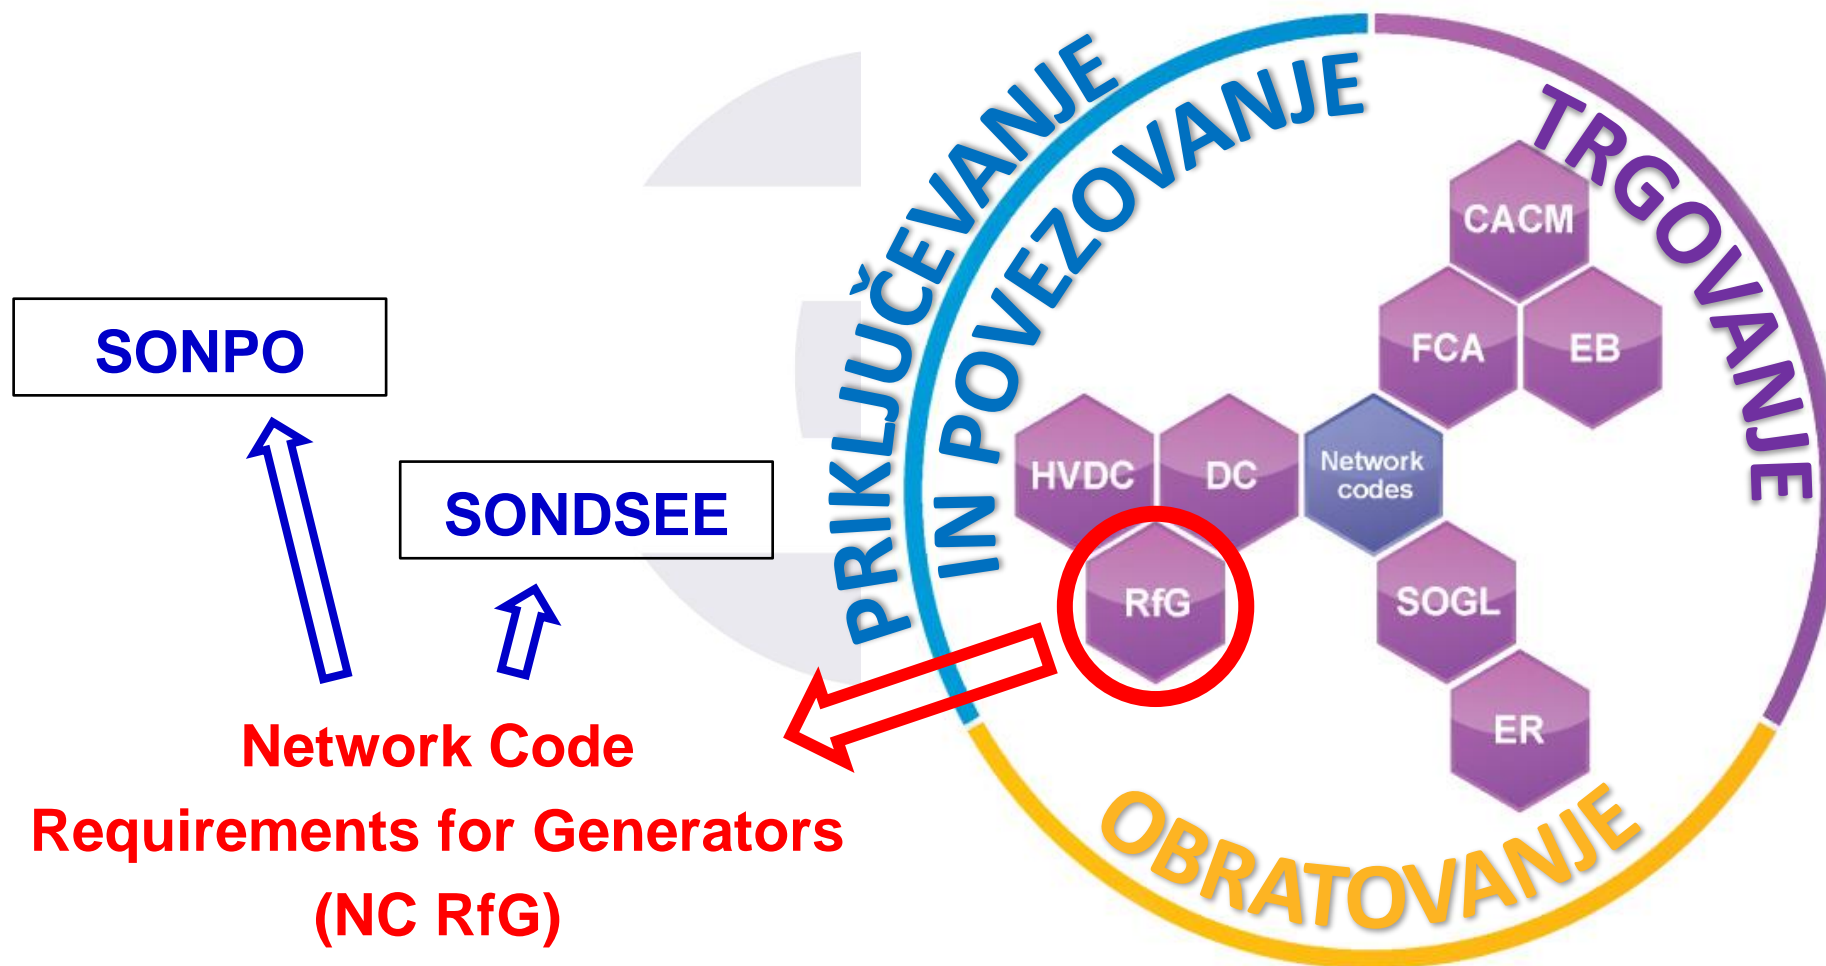 SONPO
SONDSEE
Network Code
Requirements for Generators
(NC RfG)
PRIKLJUČEVANJE
IN POVEZOVANJE
TRGOVANJE
CACM
FCA
EB
HVDC
DC
Network
codes
RfG
SOGL
ER
OBRATOVANJE